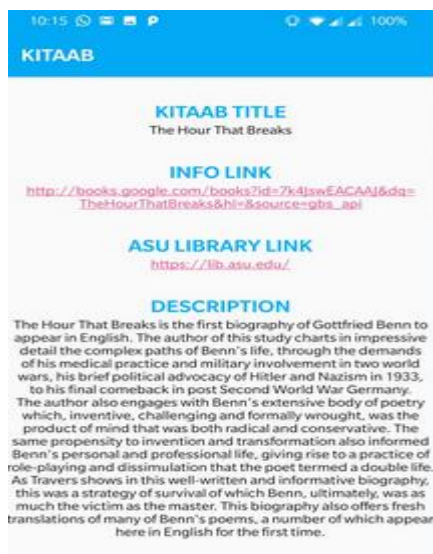 10:15 P 100%
KITAAB
KITAAB TITLE
The Hour That Breaks
INFO LINK
http://books.google.com/books?id=7k4JswEACAAJ&dq=
TheHourThatBreaks&hl=&source=gbs_api
ASU LIBRARY LINK
https://lib.asu.edu/
DESCRIPTION
The Hour That Breaks is the first biography of Gottfried Benn to
appear in English. The author of this study charts in impressive
detail the complex paths of Benn's life, through the demands
of his medical practice and military involvement in two world
wars, his brief political advocacy of Hitler and Nazism in 1933,
to his final comeback in post Second World War Germany.
The author also engages with Benn's extensive body of poetry
which, inventive, challenging and formally wrought, was the
product of mind that was both radical and conservative. The
same propensity to invention and transformation also informed
Benn's personal and professional life, giving rise to a practice of
role-playing and dissimulation that the poet termed a double life.
As Travers shows in this well-written and informative biography,
this was a strategy of survival of which Benn, ultimately, was as
much the victim as the master. This biography also offers fresh
translations of many of Benn's poems, a number of which appear
here in English for the first time.